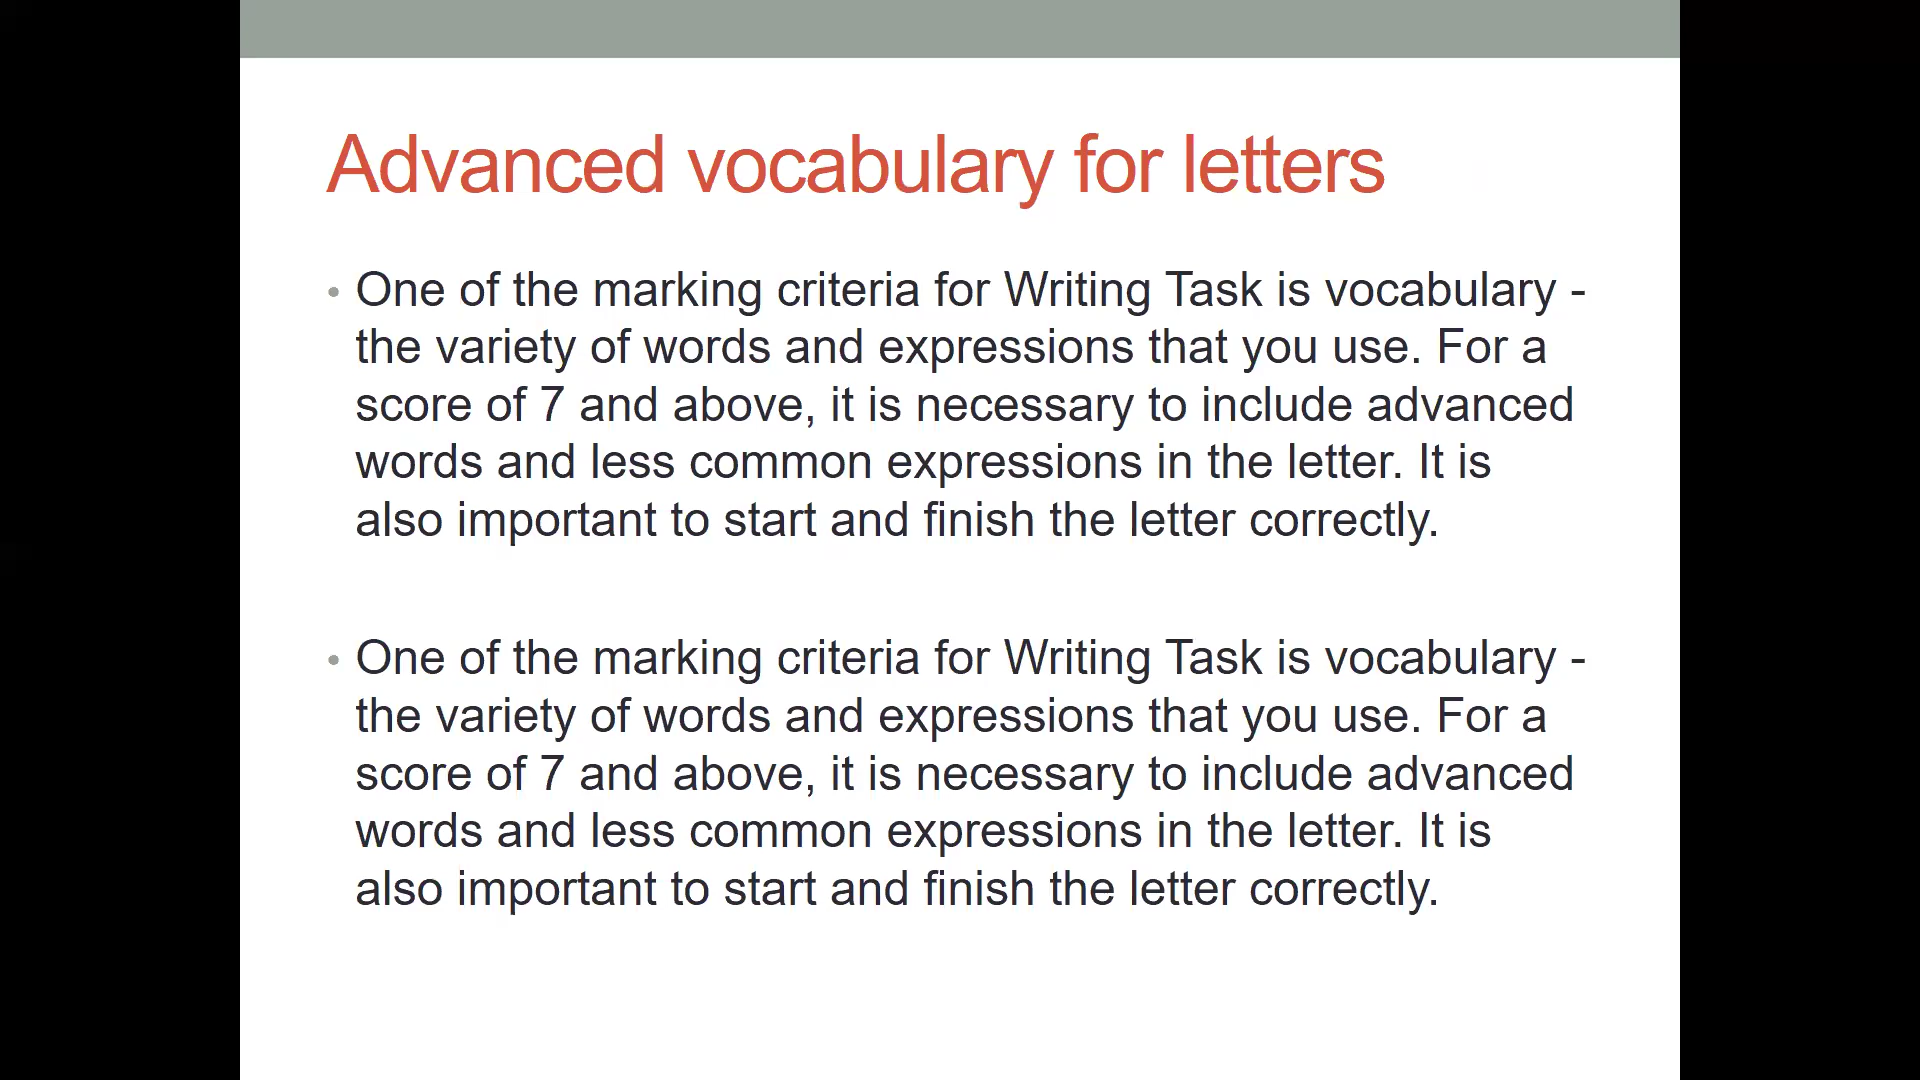 Advanced vocabulary for letters
• One of the marking criteria for Writing Task is vocabulary -
the variety of words and expressions that you use. For a
score of 7 and above, it is necessary to include advanced
words and less common expressions in the letter. It is
also important to start and finish the letter correctly.
• One of the marking criteria for Writing Task is vocabulary -
the variety of words and expressions that you use. For a
score of 7 and above, it is necessary to include advanced
words and less common expressions in the letter. It is
also important to start and finish the letter correctly.